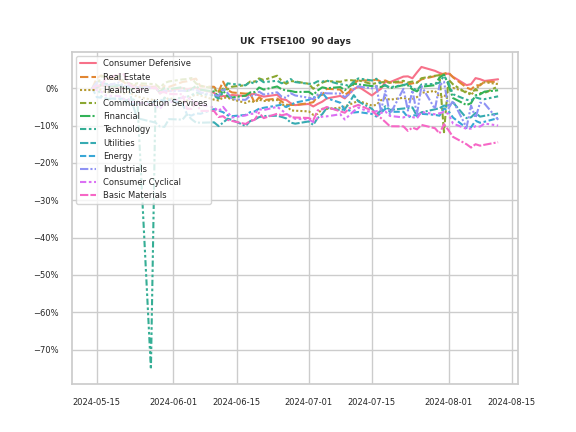 UK  FTSE100  90 days
Consumer Defensive
Real Estate
Healthcare
Communication Services
Financial
Technology
Utilities
Energy
Industrials
Consumer Cyclical
Basic Materials
0%
−10%
−20%
−30%
−40%
−50%
−60%
−70%
2024-05-15 2024-06-01 2024-06-15 2024-07-01 2024-07-15 2024-08-01 2024-08-15